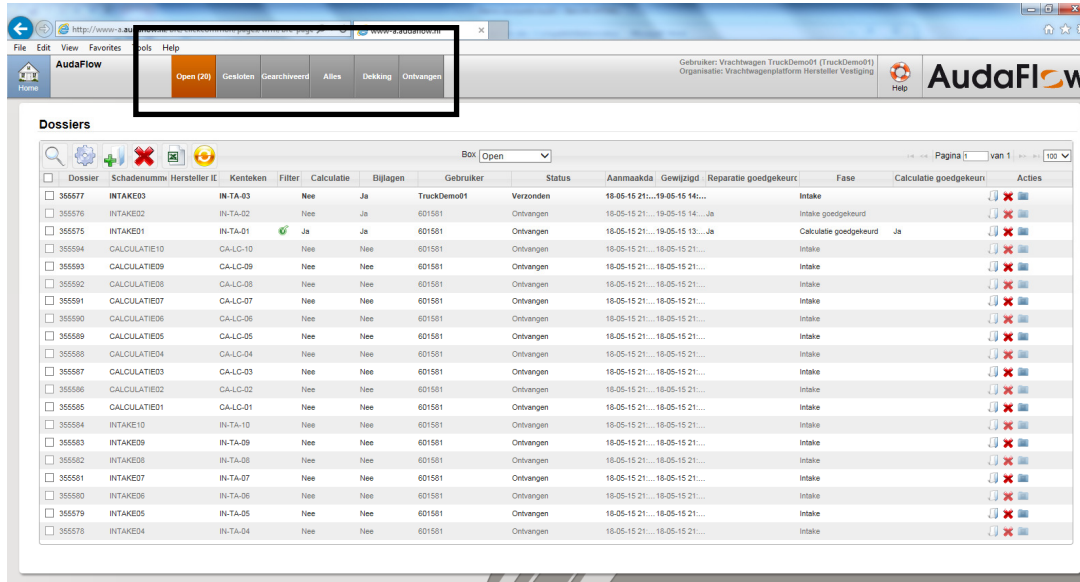 www-a.audaflow.nl
File Edit View Favorites Tools Help
AudaFlow
Home
Open (20) Gesloten Gearchiveerd Alles Dekking Ontvangen
Gebruiker: Vrachtwagen TruckDemo01 (TruckDemo01)
Organisatie: Vrachtwagenplatform Hersteller Vestiging
Help
AudaFlow
Dossiers
Box Open
Pagina 1 van 1 100
Dossier Schadenumme Hersteller ID Kenteken Filter Calculatie Bijlagen Gebruiker Status Aanmaakda Gewijzigd Reparatie goedgekeurc Fase Calculatie goedgekeurc Acties
355577 INTAKE03 IN-TA-03 Nee Ja TruckDemo01 Verzonden 18-05-15 21:... 19-05-15 14:... Intake
355576 INTAKE02 IN-TA-02 Nee Ja 601581 Ontvangen 18-05-15 21:... 19-05-15 14:... Ja Intake goedgekeurd
355575 INTAKE01 IN-TA-01 Ja Ja 601581 Ontvangen 18-05-15 21:... 19-05-15 13:... Ja Calculatie goedgekeurd Ja
355594 CALCULATIE10 CA-LC-10 Nee Nee 601581 Ontvangen 18-05-15 21:... 18-05-15 21:... Intake
355593 CALCULATIE09 CA-LC-09 Nee Nee 601581 Ontvangen 18-05-15 21:... 18-05-15 21:... Intake
355592 CALCULATIE08 CA-LC-08 Nee Nee 601581 Ontvangen 18-05-15 21:... 18-05-15 21:... Intake
355591 CALCULATIE07 CA-LC-07 Nee Nee 601581 Ontvangen 18-05-15 21:... 18-05-15 21:... Intake
355590 CALCULATIE06 CA-LC-06 Nee Nee 601581 Ontvangen 18-05-15 21:... 18-05-15 21:... Intake
355589 CALCULATIE05 CA-LC-05 Nee Nee 601581 Ontvangen 18-05-15 21:... 18-05-15 21:... Intake
355588 CALCULATIE04 CA-LC-04 Nee Nee 601581 Ontvangen 18-05-15 21:... 18-05-15 21:... Intake
355587 CALCULATIE03 CA-LC-03 Nee Nee 601581 Ontvangen 18-05-15 21:... 18-05-15 21:... Intake
355586 CALCULATIE02 CA-LC-02 Nee Nee 601581 Ontvangen 18-05-15 21:... 18-05-15 21:... Intake
355585 CALCULATIE01 CA-LC-01 Nee Nee 601581 Ontvangen 18-05-15 21:... 18-05-15 21:... Intake
355584 INTAKE10 IN-TA-10 Nee Nee 601581 Ontvangen 18-05-15 21:... 18-05-15 21:... Intake
355583 INTAKE09 IN-TA-09 Nee Nee 601581 Ontvangen 18-05-15 21:... 18-05-15 21:... Intake
355582 INTAKE08 IN-TA-08 Nee Nee 601581 Ontvangen 18-05-15 21:... 18-05-15 21:... Intake
355581 INTAKE07 IN-TA-07 Nee Nee 601581 Ontvangen 18-05-15 21:... 18-05-15 21:... Intake
355580 INTAKE06 IN-TA-06 Nee Nee 601581 Ontvangen 18-05-15 21:... 18-05-15 21:... Intake
355579 INTAKE05 IN-TA-05 Nee Nee 601581 Ontvangen 18-05-15 21:... 18-05-15 21:... Intake
355578 INTAKE04 IN-TA-04 Nee Nee 601581 Ontvangen 18-05-15 21:... 18-05-15 21:... Intake